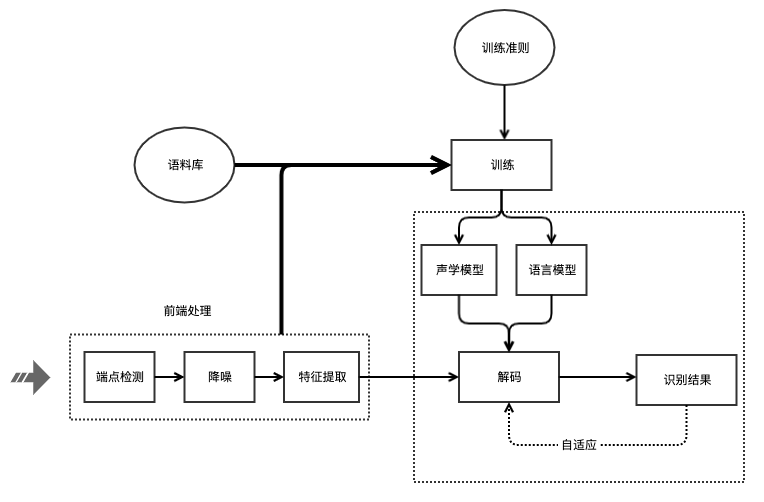 训练准则
语料库
训练
声学模型
语言模型
前端处理
端点检测
降噪
特征提取
解码
识别结果
自适应